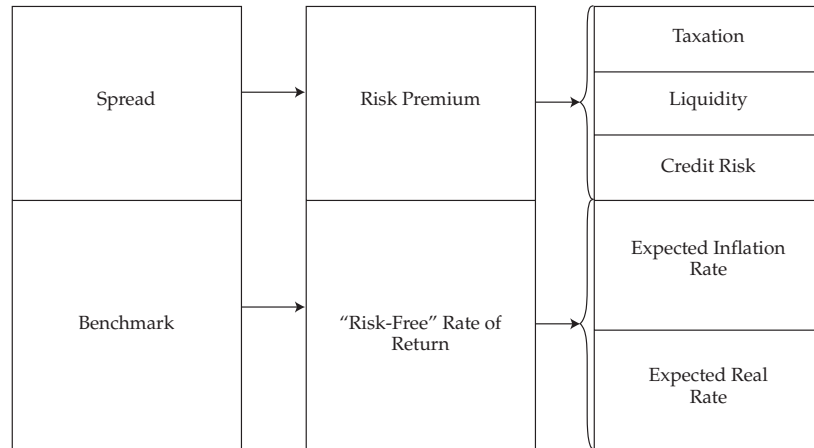 Spread
Risk Premium
Taxation
Liquidity
Credit Risk
Benchmark
“Risk-Free” Rate of
Return
Expected Inflation
Rate
Expected Real
Rate